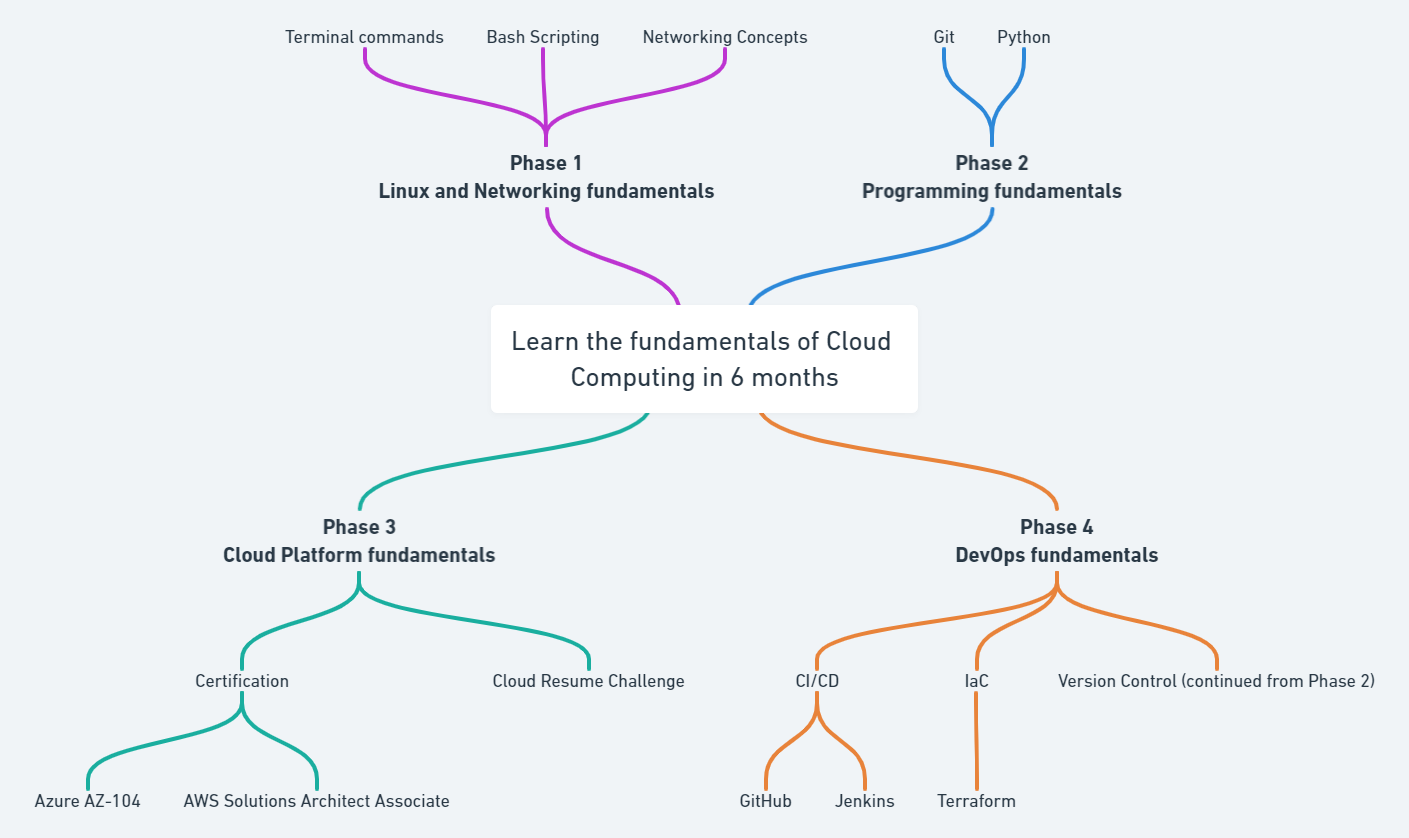 Terminal commands
Bash Scripting
Networking Concepts
Git
Python
Phase 1
Linux and Networking fundamentals
Phase 2
Programming fundamentals
Learn the fundamentals of Cloud
Computing in 6 months
Phase 3
Cloud Platform fundamentals
Phase 4
DevOps fundamentals
Certification
Cloud Resume Challenge
CI/CD
IaC
Version Control (continued from Phase 2)
Azure AZ-104
AWS Solutions Architect Associate
GitHub
Jenkins
Terraform